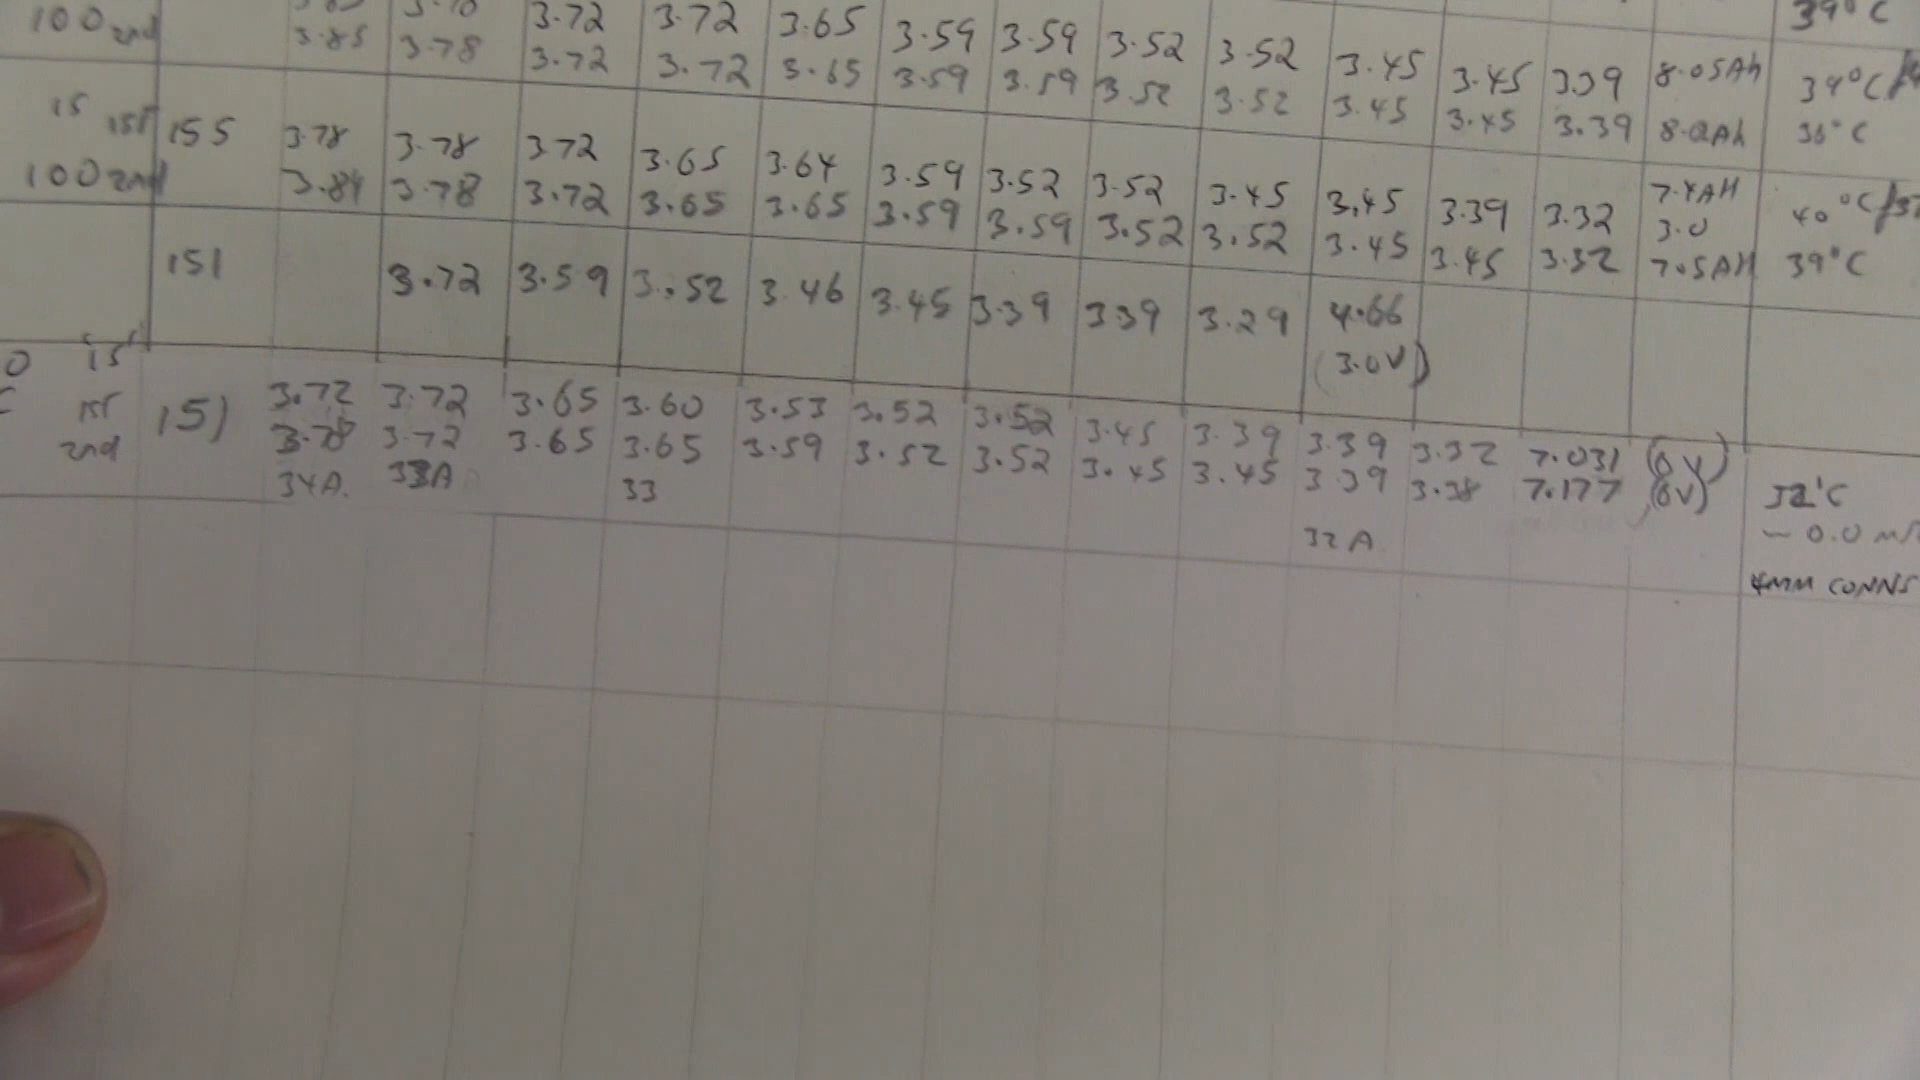 39°C
100 2nd 3.72 3.72 3.65 3.59 3.59 3.52 3.52 3.45 3.45 3.39 8.05Ah 39°C
3.85 3.78 3.72 3.72 3.65 3.59 3.59 3.52 3.52 3.45 3.45 3.39
15 1st 155 3.78 3.78 3.72 3.65 3.64 3.59 3.52 3.52 3.45 3.45 3.39 3.32 7.4AH 40°C
100 2nd 3.84 3.78 3.72 3.65 3.65 3.59 3.59 3.52 3.52 3.45 3.45 3.32 3.0
7.5AH 39°C
151 3.72 3.59 3.52 3.46 3.45 3.39 3.39 3.29 4.66
(3.0V)
15
1st 151 3.72 3.72 3.65 3.60 3.53 3.52 3.52 3.45 3.39 3.39 3.32 7.031
2nd 3.78 3.72 3.65 3.65 3.59 3.52 3.52 3.45 3.45 3.39 3.38 7.177
34A. 33A 33 32°C
32A
4MM CONNS